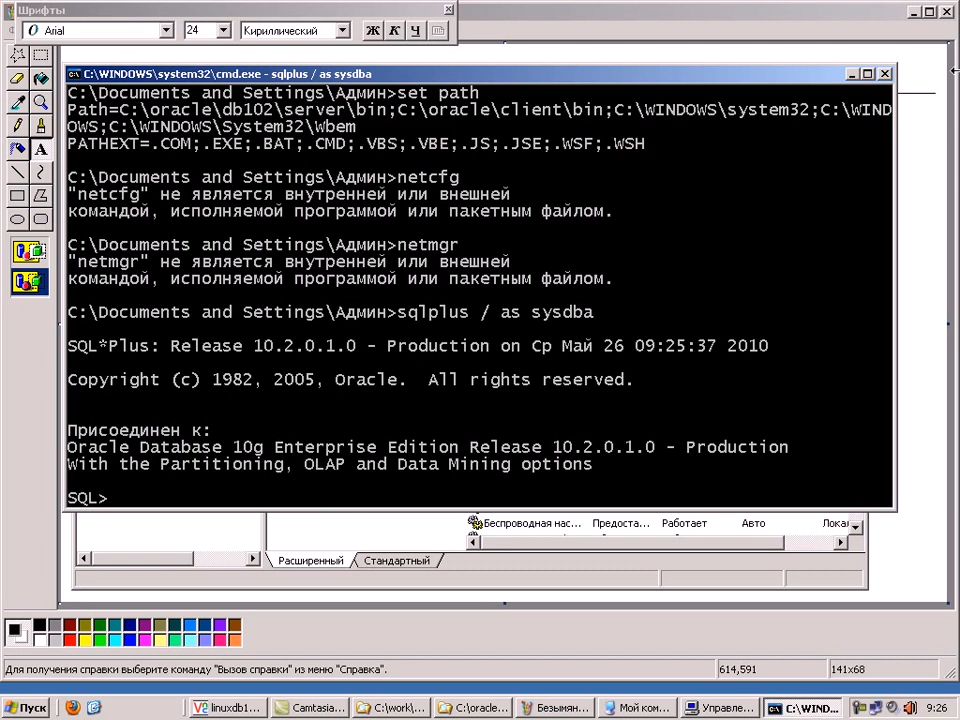 Шрифты
Arial
24
Кириллический
Ж К Ч
A
C:\WINDOWS\system32\cmd.exe - sqlplus / as sysdba
C:\Documents and Settings\Админ>set path
Path=C:\oracle\db102\server\bin;C:\oracle\client\bin;C:\WINDOWS\system32;C:\WIND
OWS;C:\WINDOWS\System32\Wbem
PATHEXT=.COM;.EXE;.BAT;.CMD;.VBS;.VBE;.JS;.JSE;.WSF;.WSH
C:\Documents and Settings\Админ>netcfg
"netcfg" не является внутренней или внешней
командой, исполняемой программой или пакетным файлом.
C:\Documents and Settings\Админ>netmgr
"netmgr" не является внутренней или внешней
командой, исполняемой программой или пакетным файлом.
C:\Documents and Settings\Админ>sqlplus / as sysdba
SQL*Plus: Release 10.2.0.1.0 - Production on Ср Май 26 09:25:37 2010
Copyright (c) 1982, 2005, Oracle.  All rights reserved.
Присоединен к:
Oracle Database 10g Enterprise Edition Release 10.2.0.1.0 - Production
With the Partitioning, OLAP and Data Mining options
SQL>
Беспроводная нас... Предоста... Работает Авто Лока
Расширенный Стандартный
Для получения справки выберите команду "Вызов справки" из меню "Справка".
614,591
141x68
Пуск
linuxdb1...
Camtasia...
C:\work\...
C:\oracle...
Безымян...
Мой ком...
Управле...
C:\WIND...
9:26